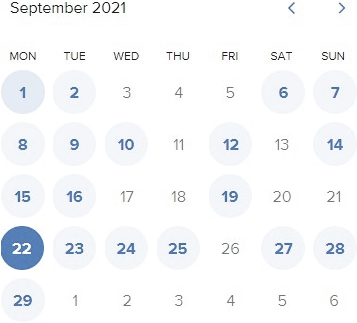 September 2021
MON TUE WED THU FRI SAT SUN
1 2 3 4 5 6 7
8 9 10 11 12 13 14
15 16 17 18 19 20 21
22 23 24 25 26 27 28
29 1 2 3 4 5 6